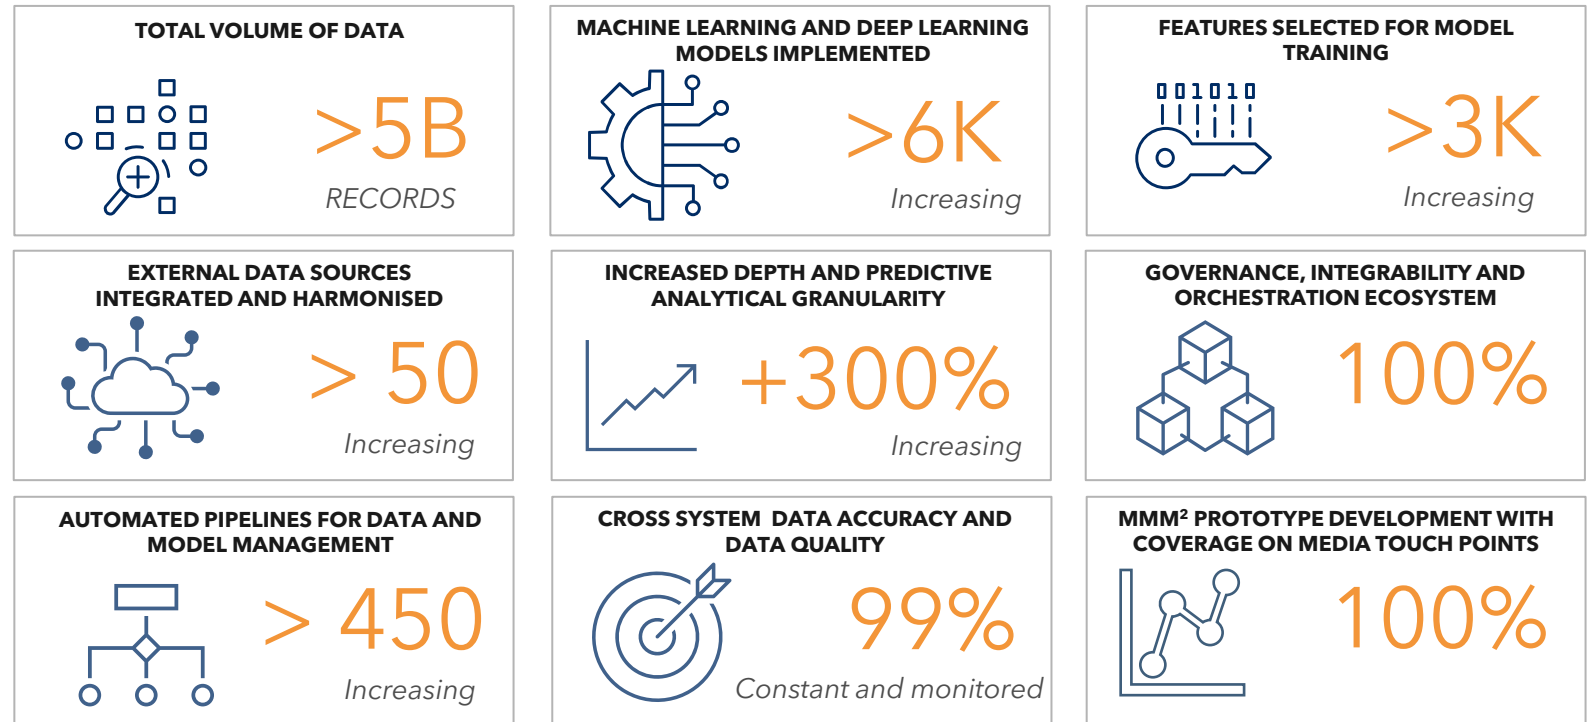 TOTAL VOLUME OF DATA
>5B
RECORDS
MACHINE LEARNING AND DEEP LEARNING
MODELS IMPLEMENTED
>6K
Increasing
FEATURES SELECTED FOR MODEL
TRAINING
001010
>3K
Increasing
EXTERNAL DATA SOURCES
INTEGRATED AND HARMONISED
> 50
Increasing
INCREASED DEPTH AND PREDICTIVE
ANALYTICAL GRANULARITY
+300%
Increasing
GOVERNANCE, INTEGRABILITY AND
ORCHESTRATION ECOSYSTEM
100%
AUTOMATED PIPELINES FOR DATA AND
MODEL MANAGEMENT
> 450
Increasing
CROSS SYSTEM  DATA ACCURACY AND
DATA QUALITY
99%
Constant and monitored
MMM² PROTOTYPE DEVELOPMENT WITH
COVERAGE ON MEDIA TOUCH POINTS
100%